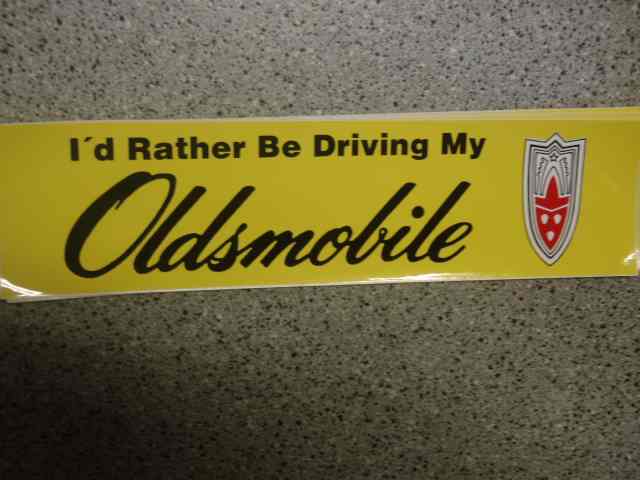 I´d Rather Be Driving My
Oldsmobile